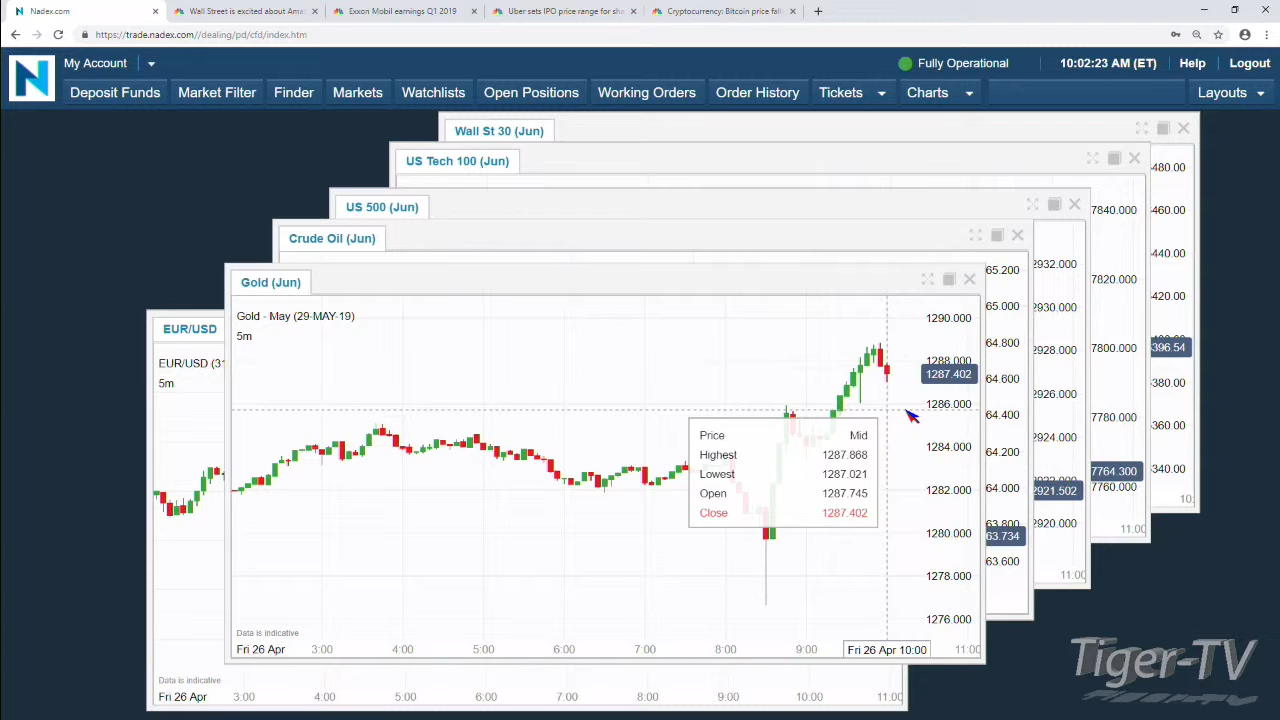 Nadex.com
Wall Street is excited about Ama
Exxon Mobil earnings Q1 2019
Uber sets IPO price range for sha
Cryptocurrency: Bitcoin price fal
https://trade.nadex.com//dealing/pd/cfd/index.htm
My Account
Fully Operational
10:02:23 AM (ET)
Help
Logout
Deposit Funds
Market Filter
Finder
Markets
Watchlists
Open Positions
Working Orders
Order History
Tickets
Charts
Layouts
Wall St 30 (Jun)
480.00
460.00
440.00
420.00
396.54
380.00
360.00
340.00
10:
US Tech 100 (Jun)
7840.000
7820.000
7800.000
7780.000
7764.300
7760.000
11:00
US 500 (Jun)
2932.000
2930.000
2928.000
2926.000
2924.000
2921.502
2920.000
11:00
Crude Oil (Jun)
65.200
65.000
64.800
64.600
64.400
64.200
64.000
63.800
63.734
63.600
Gold (Jun)
Gold - May (29-MAY-19)
5m
1290.000
1288.000
1287.402
1286.000
1284.000
1282.000
1280.000
1278.000
1276.000
Price Mid
Highest 1287.868
Lowest 1287.021
Open 1287.745
Close 1287.402
Data is indicative
Fri 26 Apr 3:00 4:00 5:00 6:00 7:00 8:00 9:00 Fri 26 Apr 10:00 11:00
EUR/USD
EUR/USD (31
5m
Data is indicative
Fri 26 Apr 3:00 4:00 5:00 6:00 7:00 8:00 9:00 10:00 11:00
Tiger-TV